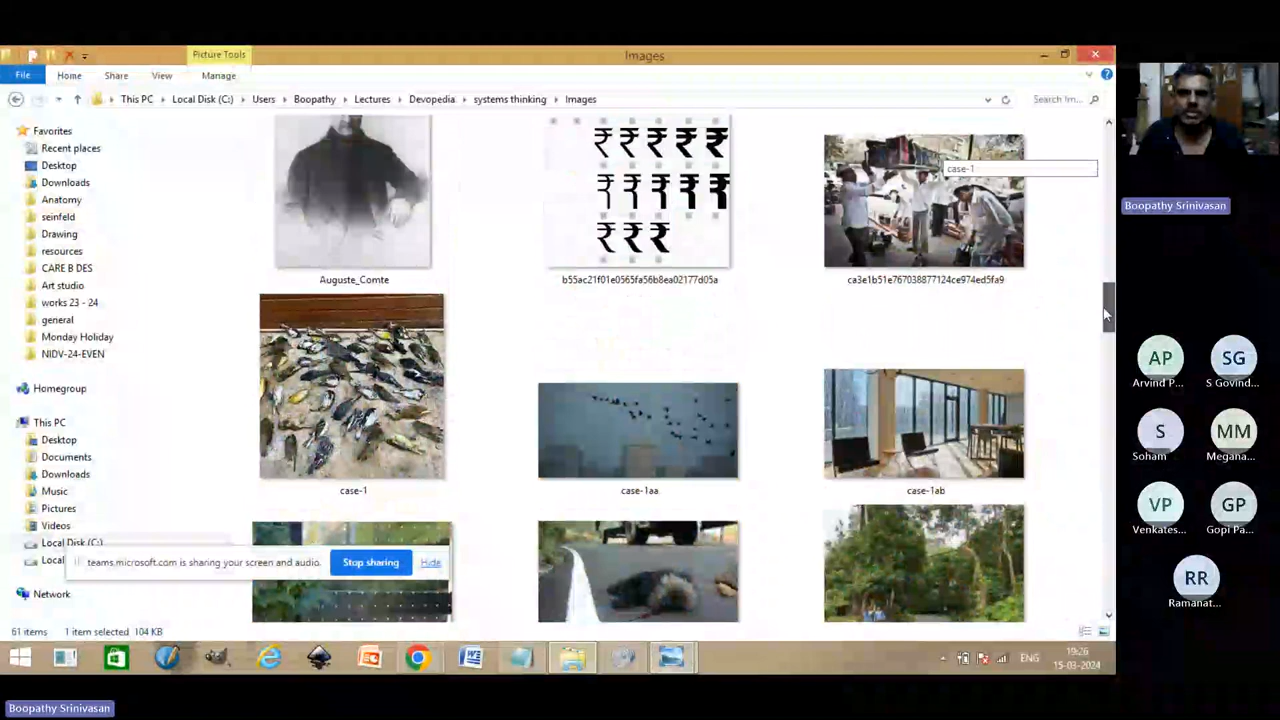 Picture Tools
Images
File
Home
Share
View
Manage
This PC
Local Disk (C:)
Users
Boopathy
Lectures
Devopedia
systems thinking
Images
Search Im...
Favorites
Recent places
Desktop
Downloads
Anatomy
seinfeld
Drawing
resources
CARE B DES
Art studio
works 23 - 24
general
Monday Holiday
NIDV-24-EVEN
Homegroup
This PC
Desktop
Documents
Downloads
Music
Pictures
Videos
Local Disk (C:)
Local
Network
₹ ₹ ₹ ₹ ₹
₹ ₹ ₹
case-1
Auguste_Comte
b55ac21f01e0565fa56b8ea02177d05a
ca3e1b51e767038877124ce974ed5fa9
case-1
case-1aa
case-1ab
teams.microsoft.com is sharing your screen and audio.
Stop sharing
Hide
61 items
1 item selected 104 KB
ENG
19:26
15-03-2024
Boopathy Srinivasan
AP
Arvind P...
SG
S Govind...
S
Soham
MM
Megana...
VP
Venkates...
GP
Gopi Pa...
RR
Ramanat...
Boopathy Srinivasan